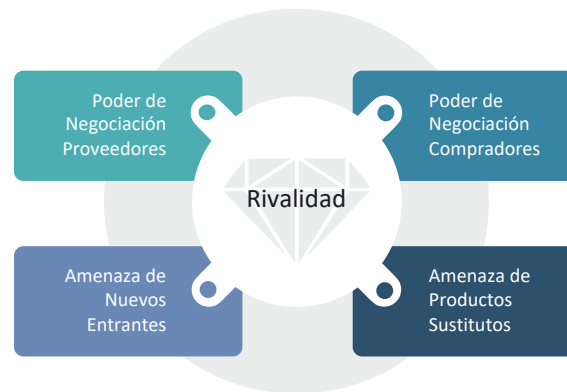 Poder de
Negociación
Proveedores
Poder de
Negociación
Compradores
Rivalidad
Amenaza de
Nuevos
Entrantes
Amenaza de
Productos
Sustitutos